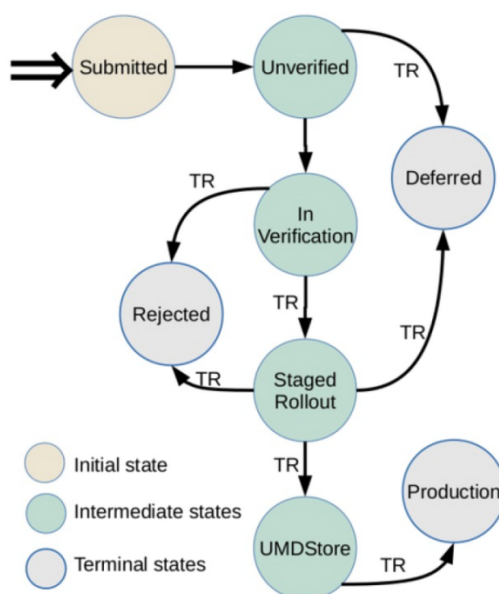 Submitted
Unverified
TR
Deferred
TR
In
Verification
Rejected
TR
TR
TR
Staged
Rollout
TR
Initial state
Production
Intermediate states
UMDStore
TR
Terminal states